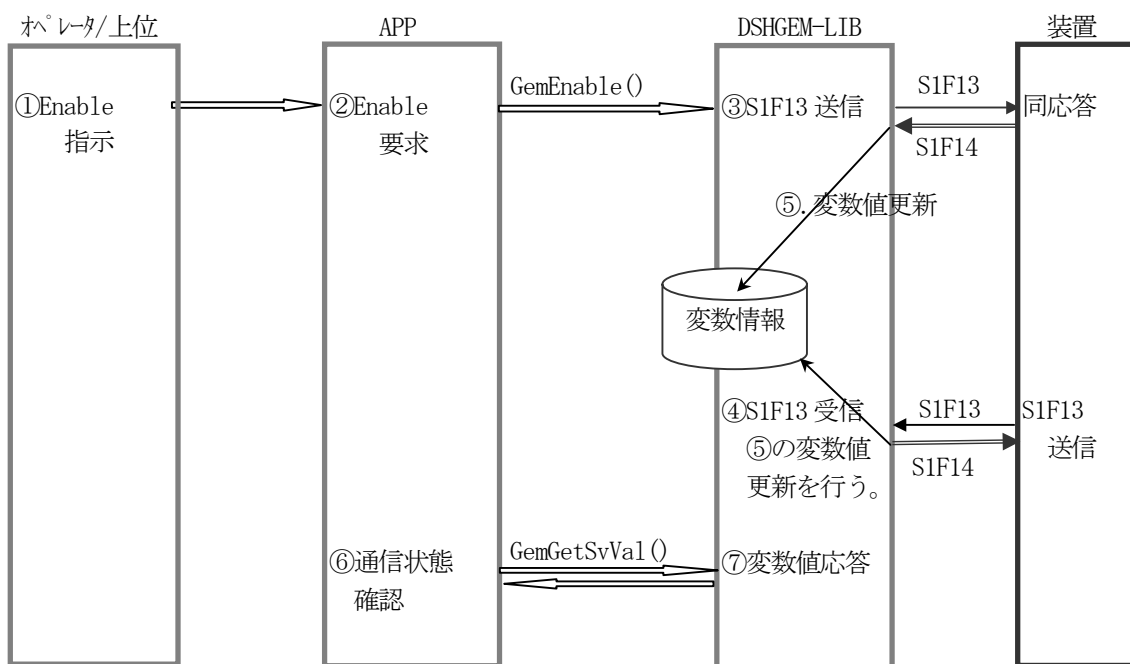 オペレータ/上位
APP
DSHGEM-LIB
装置
①Enable
指示
②Enable
要求
GemEnable()
③S1F13 送信
S1F13
S1F14
同応答
⑤. 変数値更新
変数情報
④S1F13 受信
⑤の変数値
更新を行う。
S1F13
S1F14
S1F13
送信
⑥通信状態
確認
GemGetSvVal()
⑦変数値応答